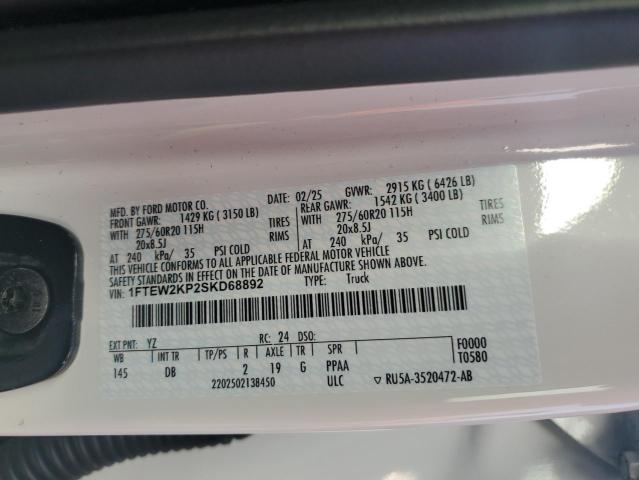 MFD. BY FORD MOTOR CO. 02/25 GVWR: 2915 KG (6426 LB)
FRONT GAWR: 1429 KG (3150 LB) REAR GAWR: 1542 KG (3400 LB)
WITH 275/60R20 115H TIRES WITH 275/60R20 115H TIRES
20x8.5J RIMS 20x8.5J RIMS
AT 240 kPa/ 35 PSI COLD AT 240 kPa/ 35 PSI COLD
THIS VEHICLE CONFORMS TO ALL APPLICABLE FEDERAL MOTOR VEHICLE
SAFETY AND THEFT PREVENTION STANDARDS IN EFFECT ON THE DATE OF MANUFACTURE SHOWN ABOVE.
1FTEW2KP2SKD68892 TYPE: Truck
EXT PNT: YZ RC: 24 DSO: F0000
WB INT TR TP/PS R AXLE TR SPR T0580
145 DB 2 19 G PPAA
2202502138450 ULC ▽ RU5A-3520472-AB